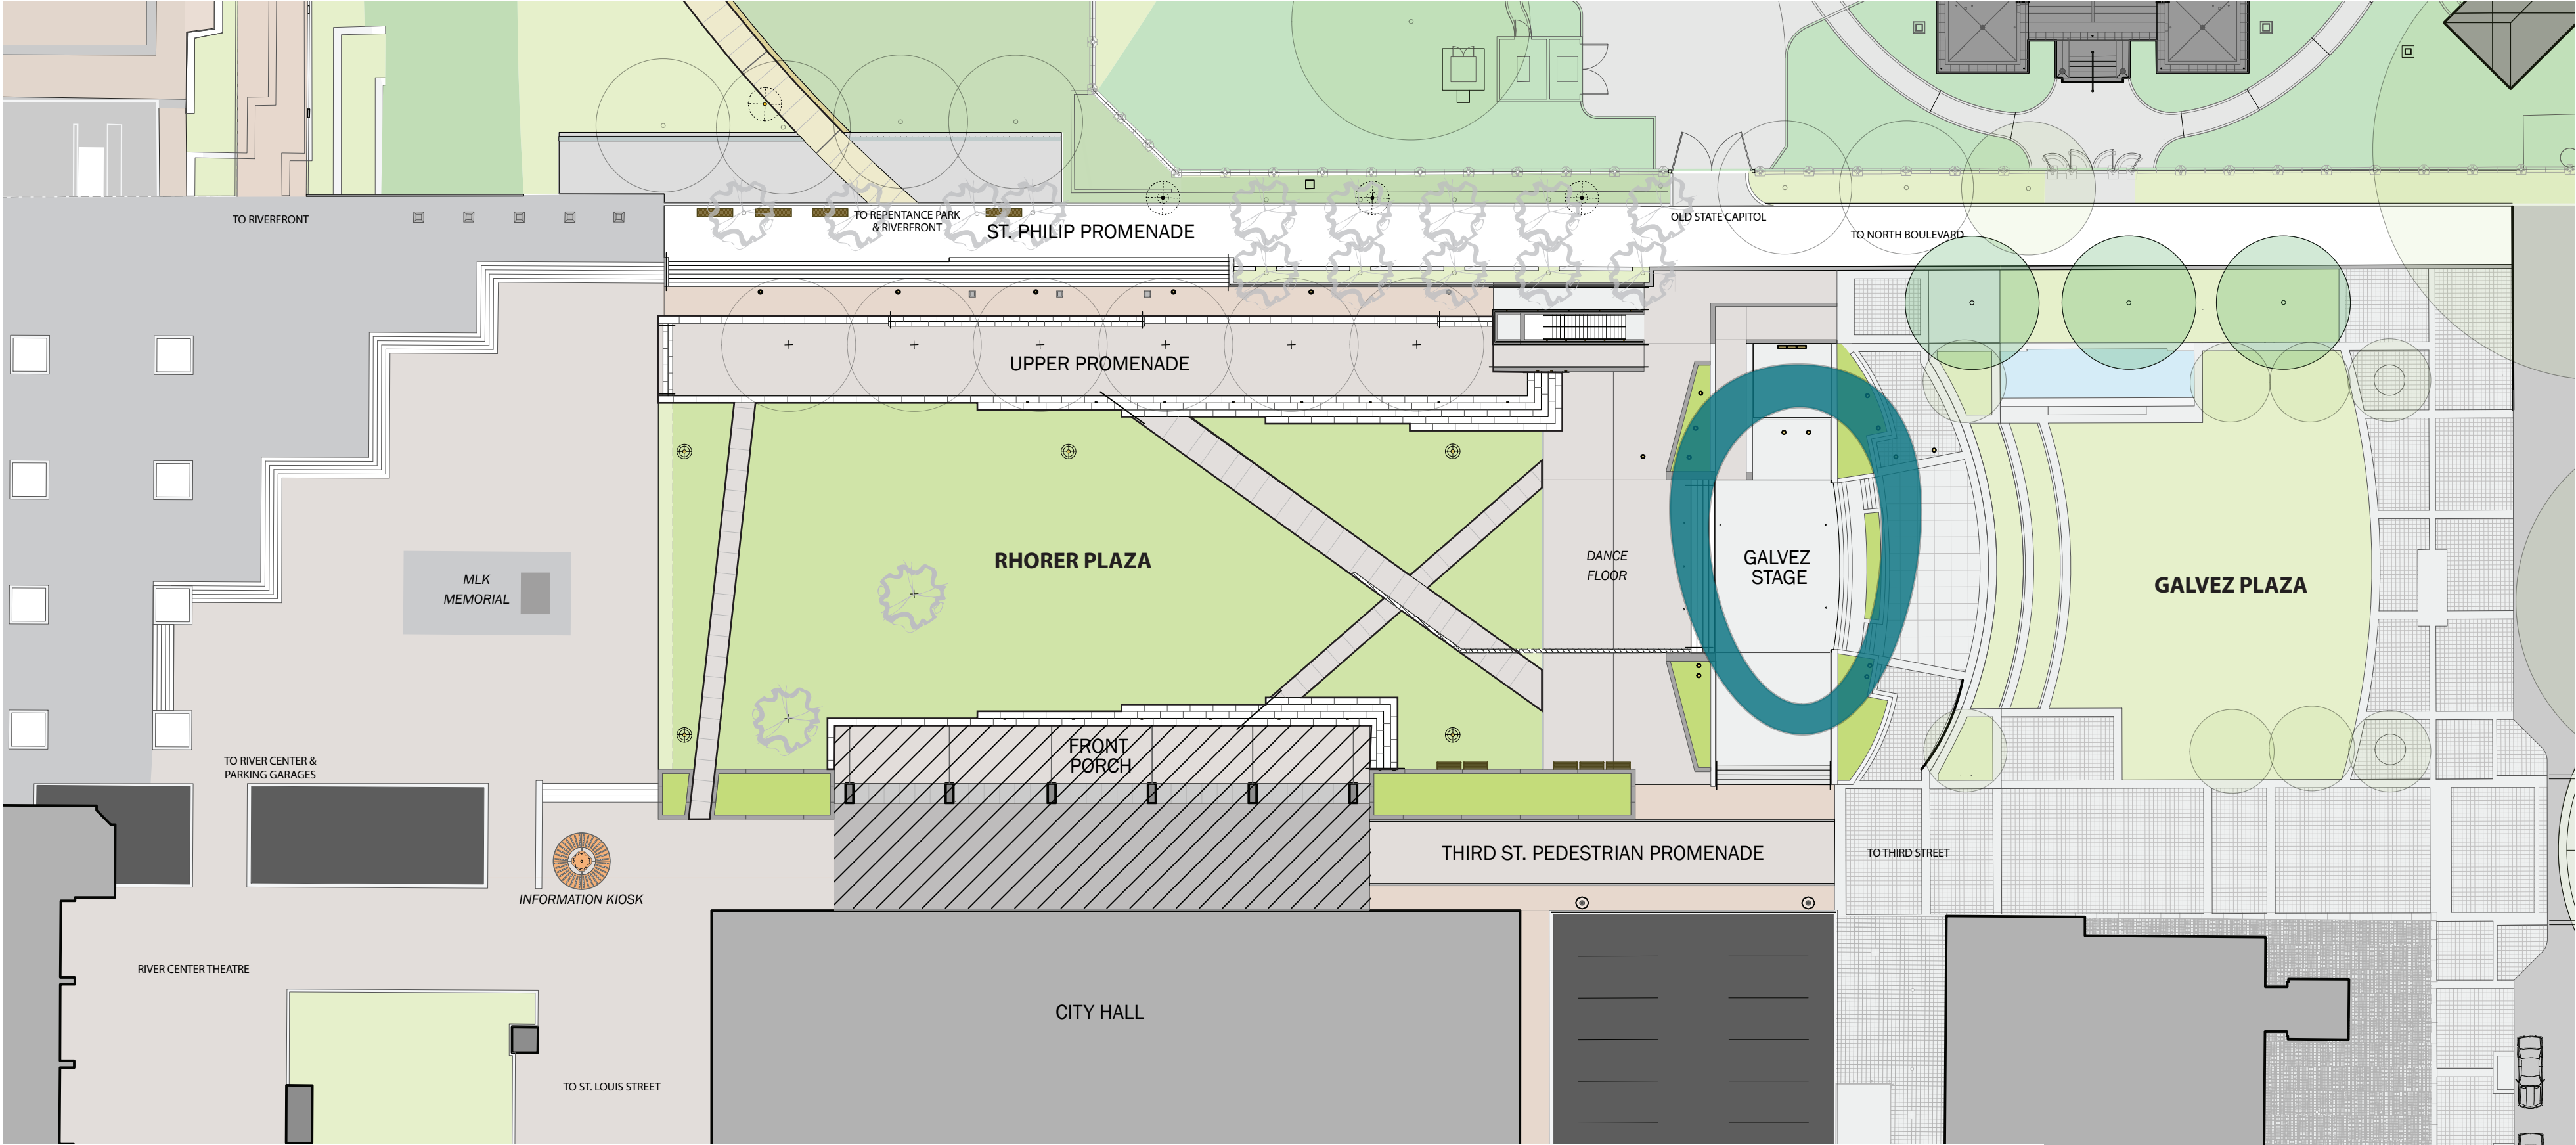 TO RIVERFRONT
TO REPENTANCE PARK
& RIVERFRONT
ST. PHILIP PROMENADE
OLD STATE CAPITOL
TO NORTH BOULEVARD
UPPER PROMENADE
RHORER PLAZA
DANCE
FLOOR
GALVEZ
STAGE
GALVEZ PLAZA
MLK
MEMORIAL
FRONT
PORCH
TO RIVER CENTER &
PARKING GARAGES
THIRD ST. PEDESTRIAN PROMENADE
TO THIRD STREET
INFORMATION KIOSK
RIVER CENTER THEATRE
CITY HALL
TO ST. LOUIS STREET